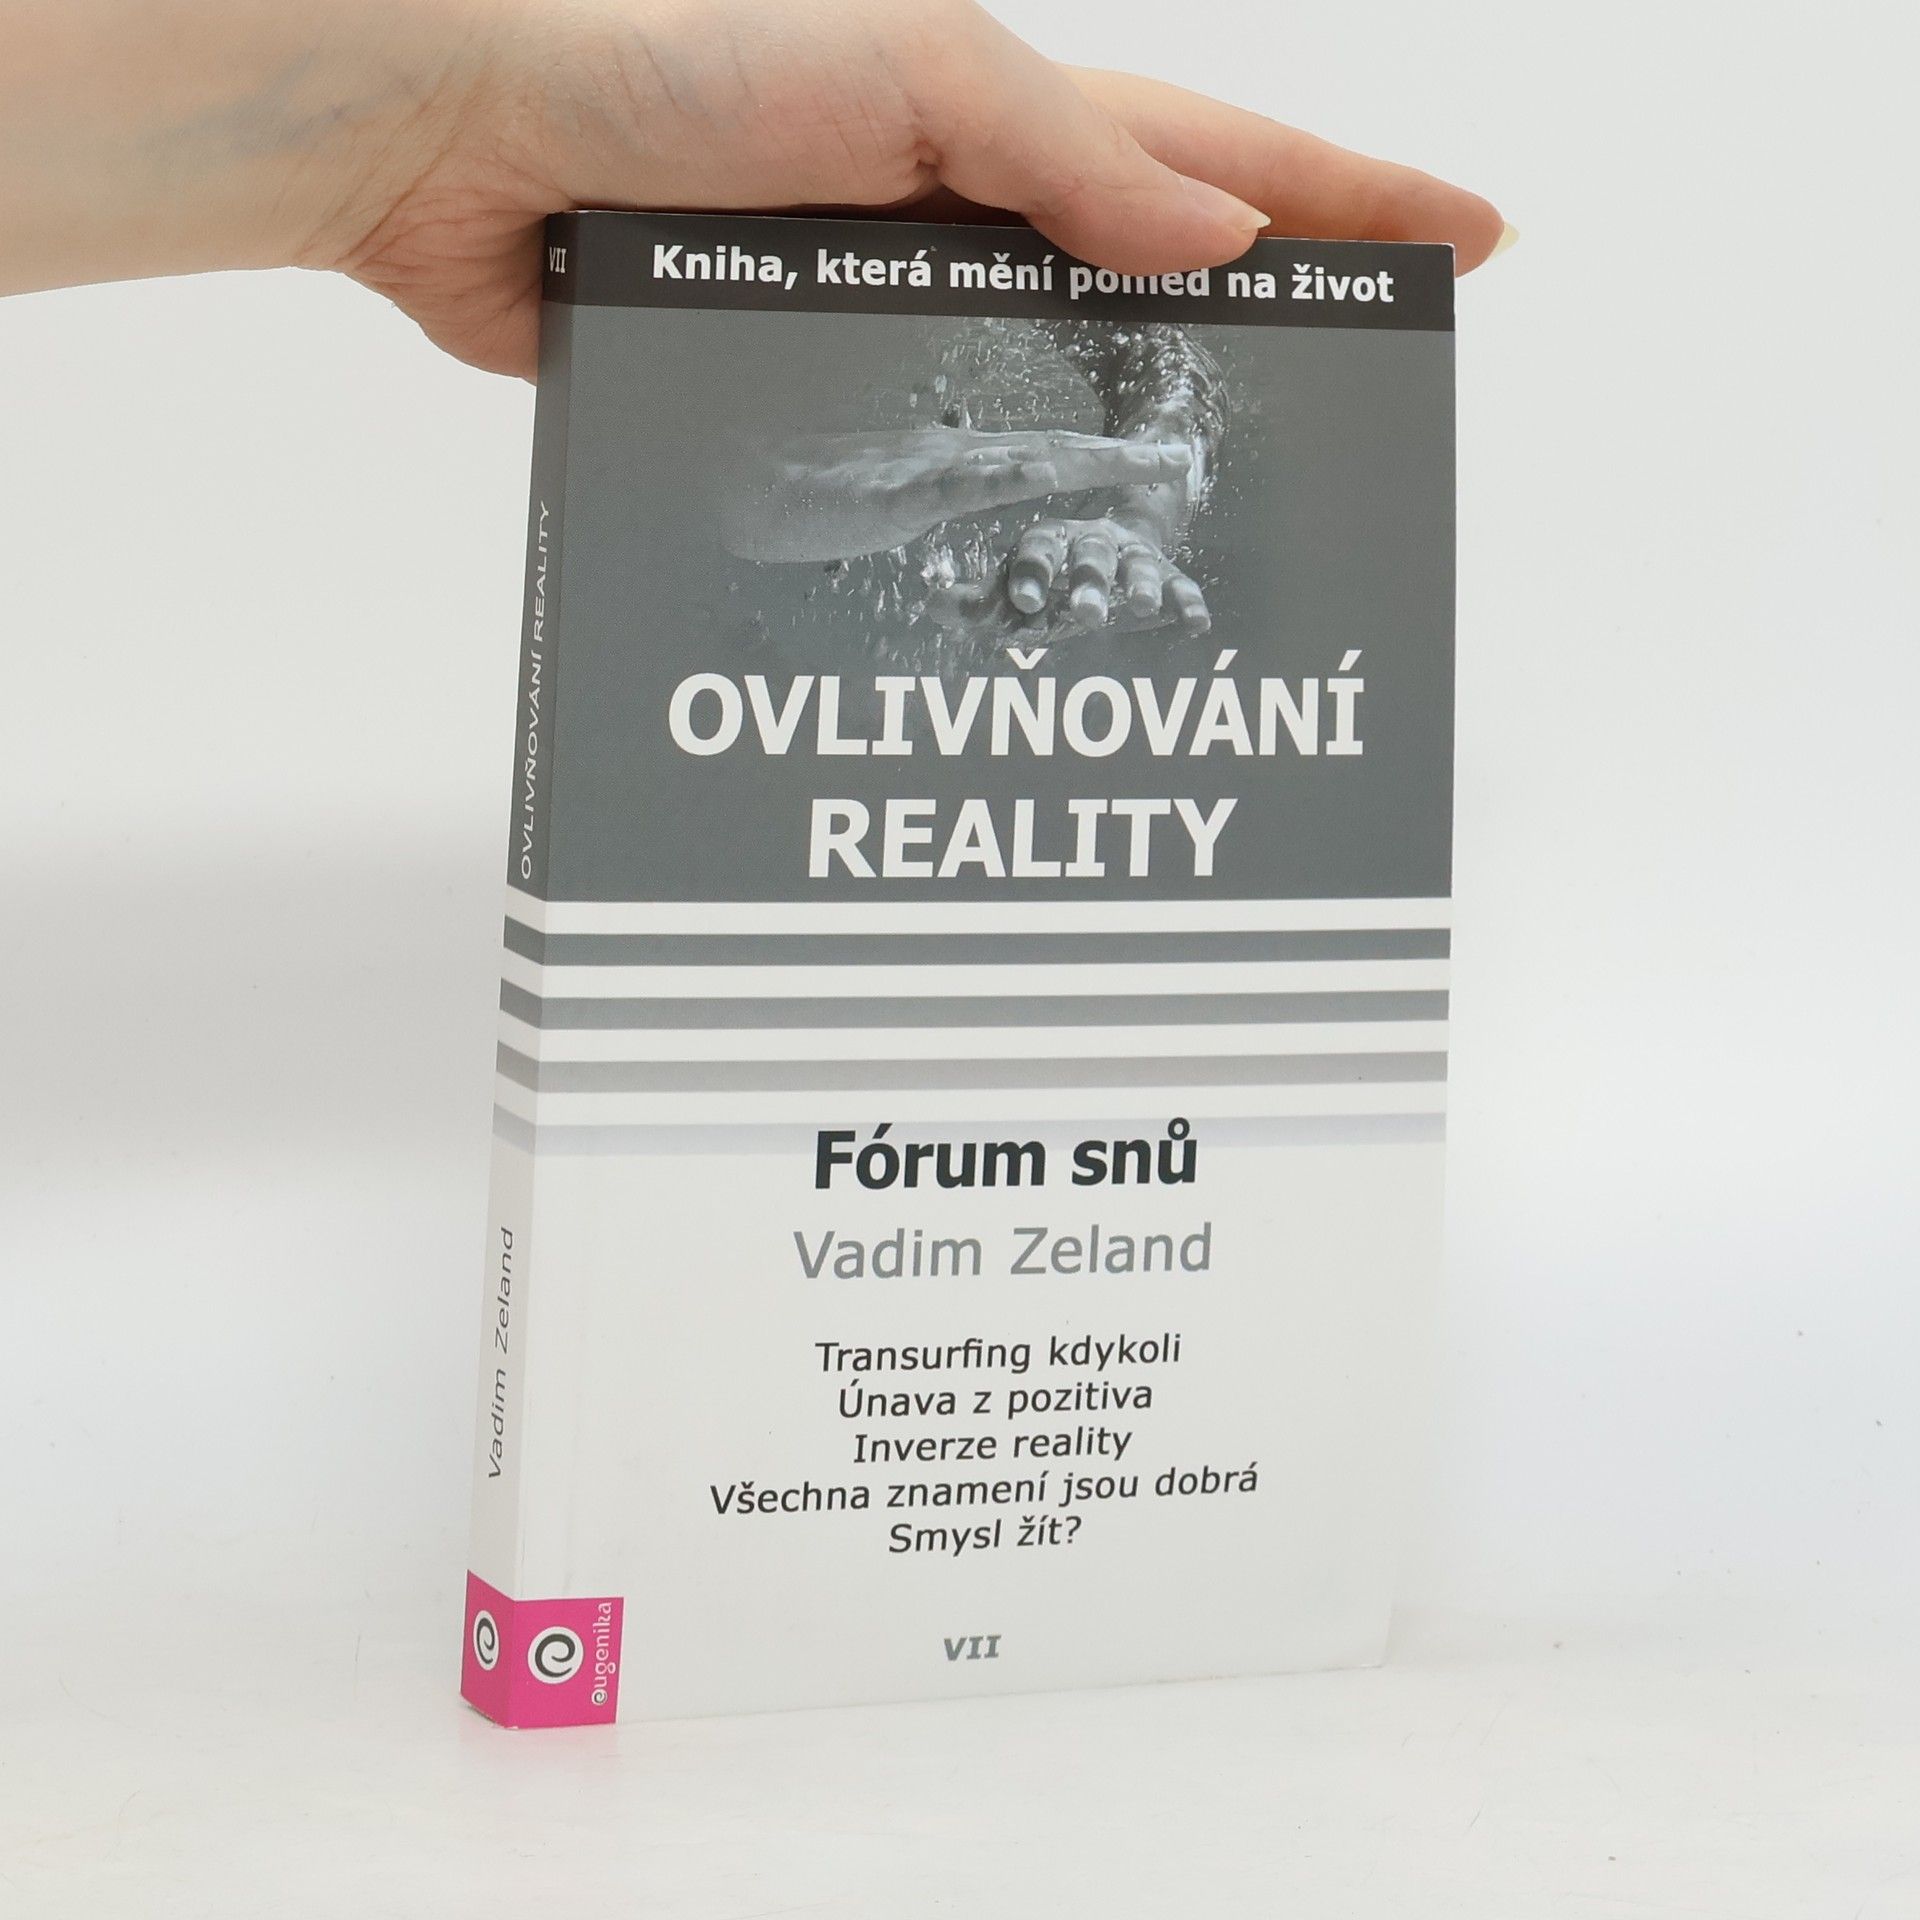 VII
Kniha, která mění pohled na život
OVLIVŇOVÁNÍ
REALITY
OVLIVŇOVÁNÍ REALITY
Fórum snů
Vadim Zeland
Vadim Zeland
Transurfing kdykoli
Únava z pozitiva
Inverze reality
Všechna znamení jsou dobrá
Smysl žít?
VII
eugenika